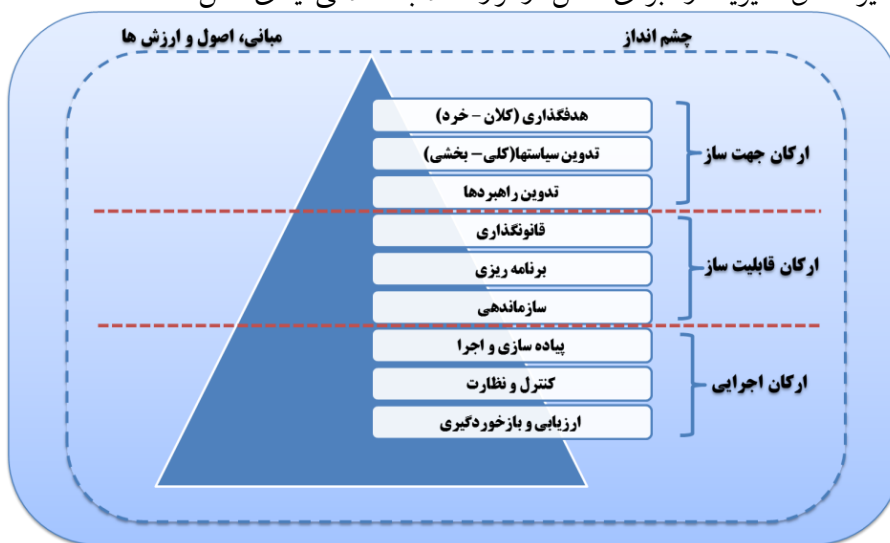 چشم انداز
مبانی، اصول و ارزش ها
ارکان جهت ساز
هدفگذاری (کلان – خرد)
تدوین سیاستها(کلی– بخشی)
تدوین راهبردها
ارکان قابلیت ساز
قانونگذاری
برنامه ریزی
سازماندهی
ارکان اجرایی
پیاده سازی و اجرا
کنترل و نظارت
ارزیابی و بازخوردگیری